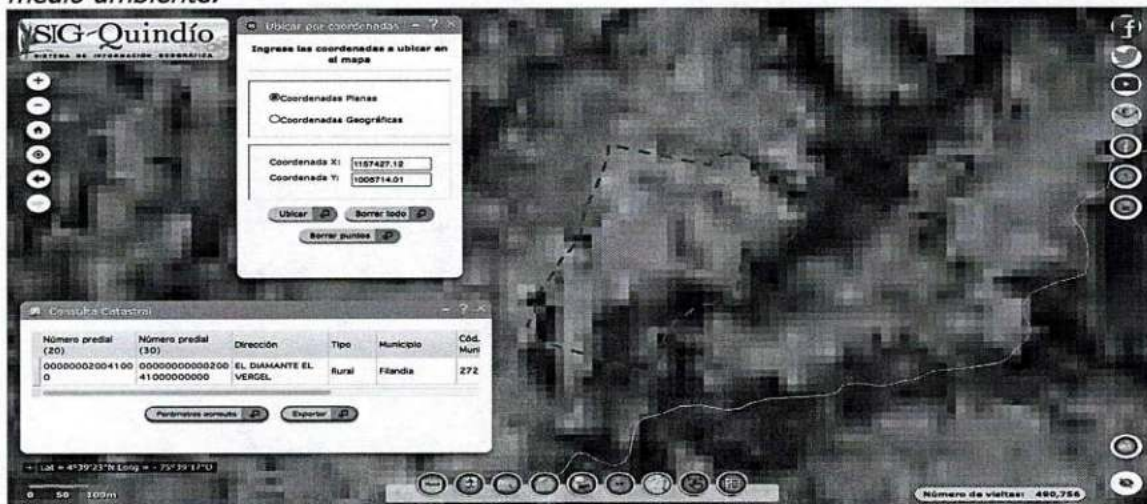 medio ambiente.
SIG-Quindío
SISTEMA DE INFORMACIÓN GEOGRÁFICA
Ubicar por coordenadas
Ingrese las coordenadas a ubicar en
el mapa
Coordenadas Planas
Coordenadas Geográficas
Coordenada X: 1157427.12
Coordenada Y: 1006714.01
Ubicar
Borrar todo
Borrar puntos
Consulta Catastral
Número predial
(20)
Número predial
(30)
Dirección
Tipo
Municipio
Cód.
Muni
00000002004100
0
00000000000200
41000000000
EL DIAMANTE EL
VERGEL
Rural
Filandia
272
Parámetros consulta
Exportar
Lat = 4°39'23"N Long = - 75°39'17"O
0 50 100m
Número de visitas: 490,756